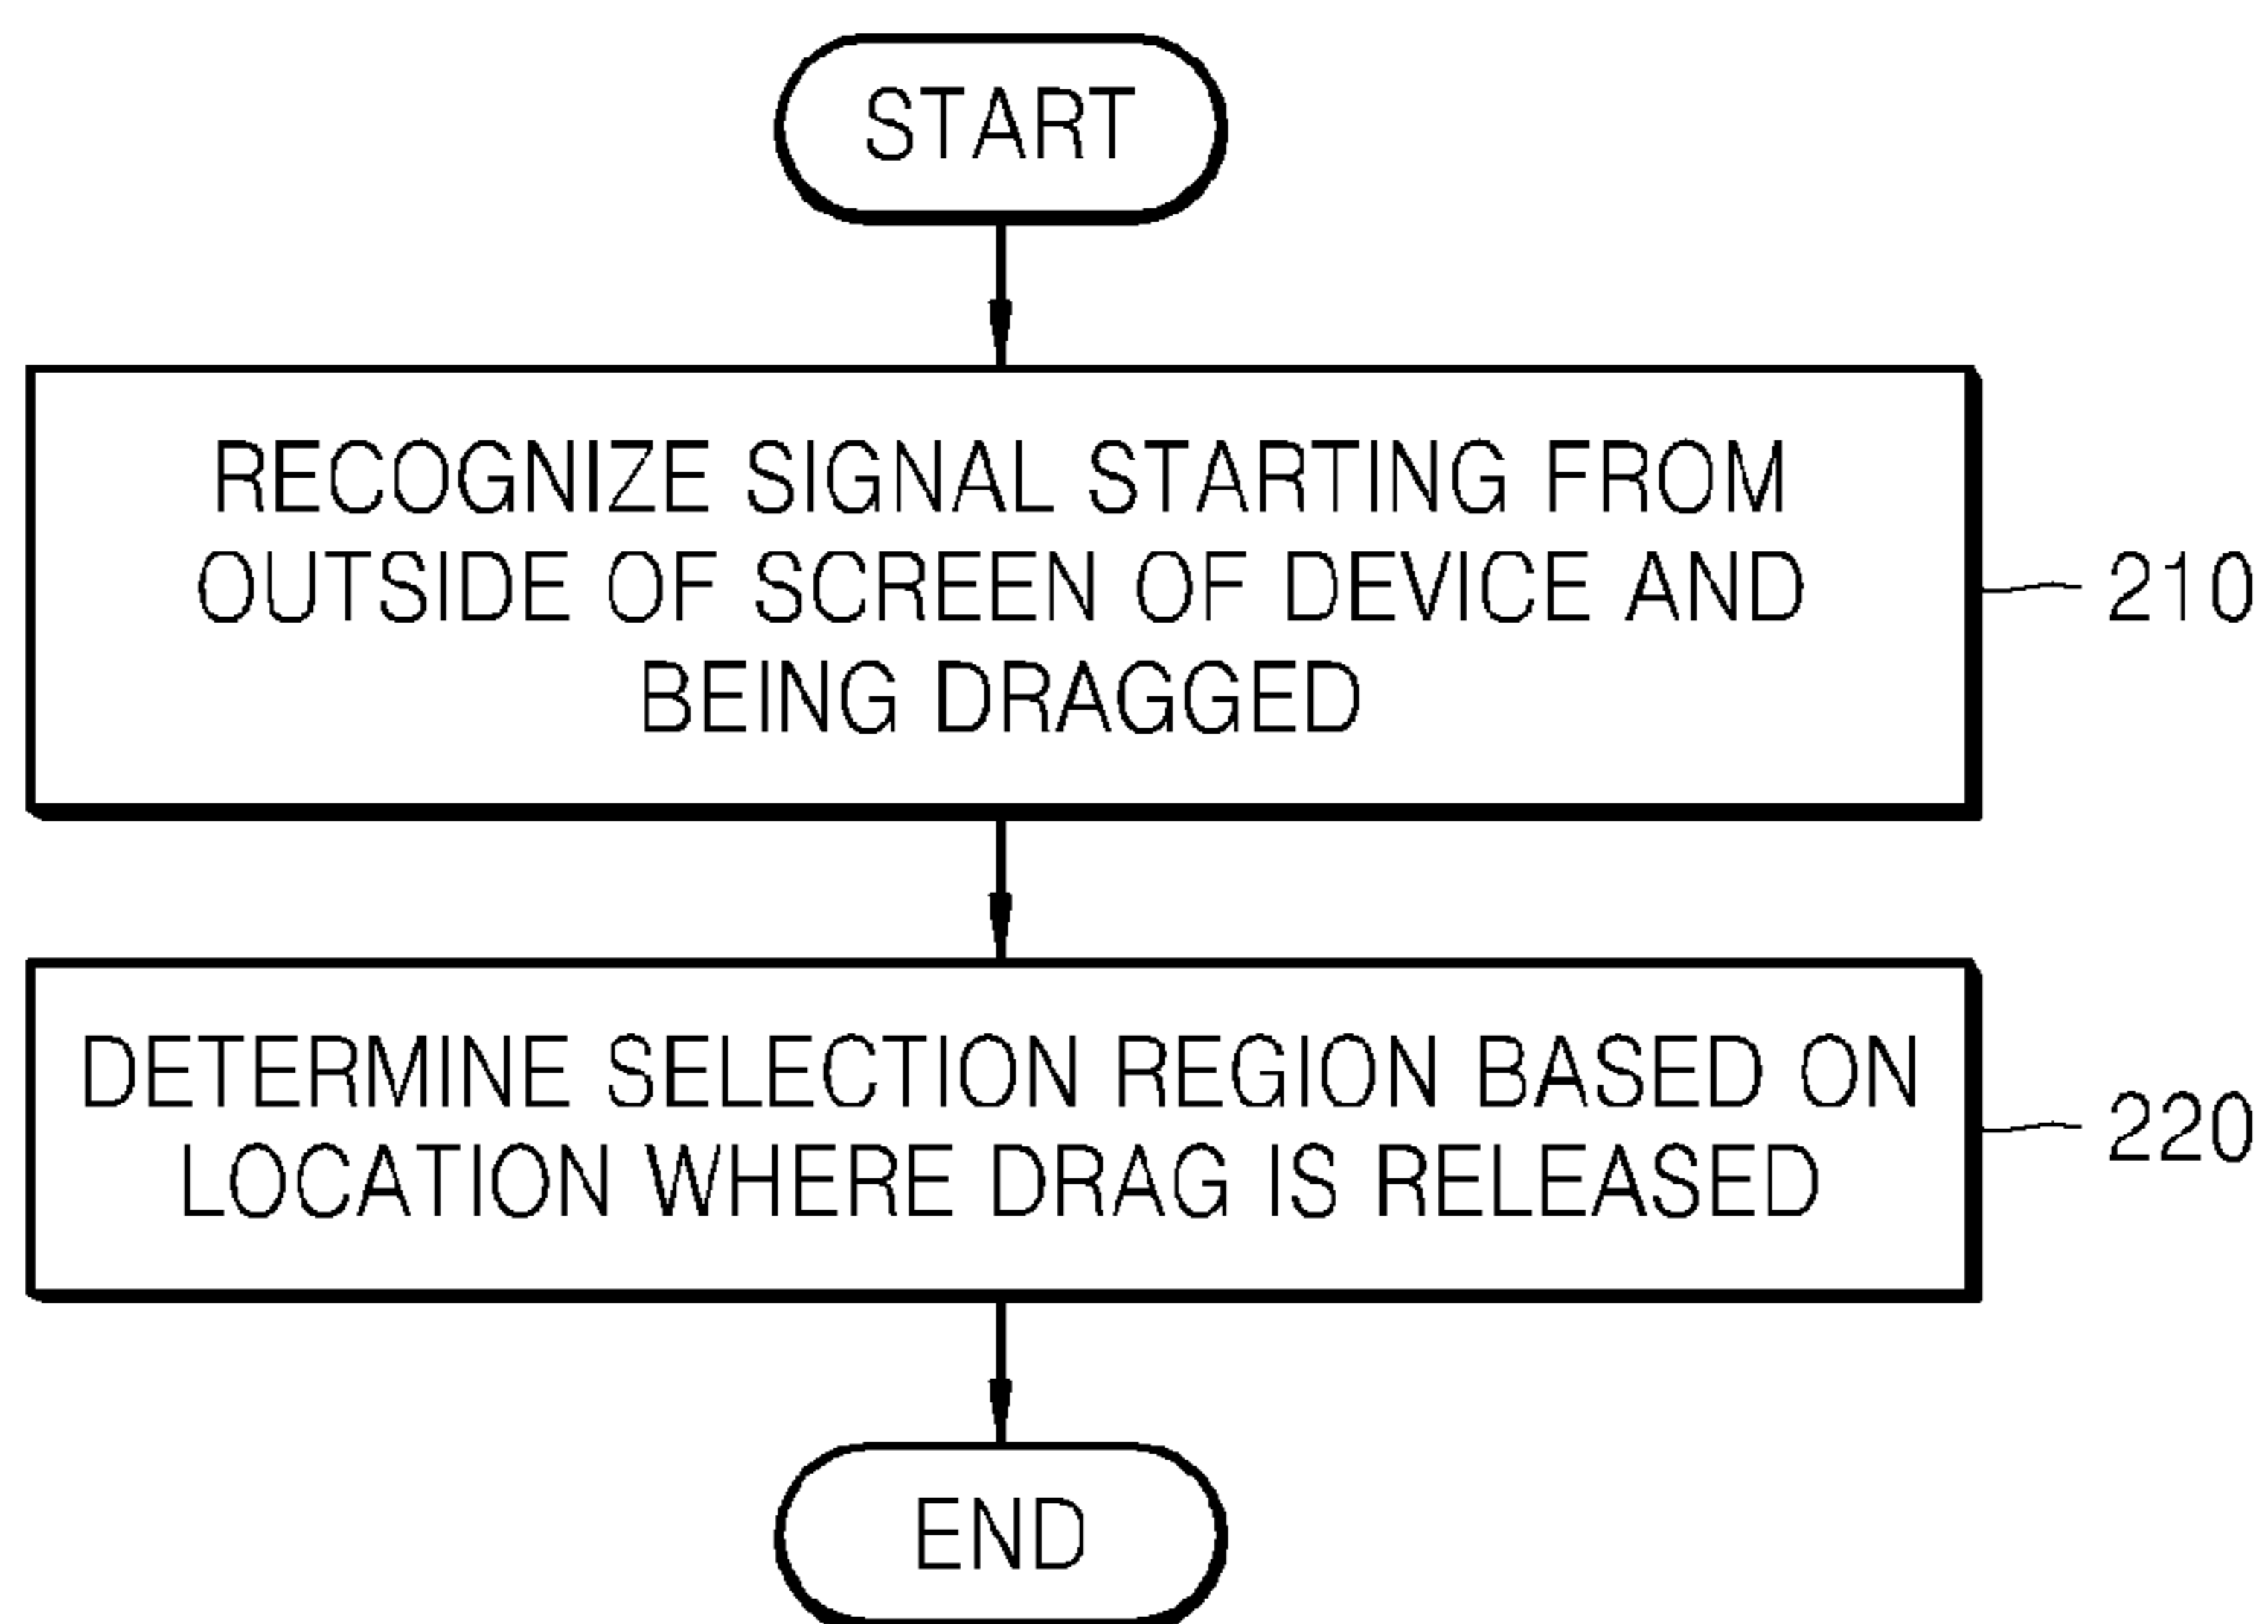 START
RECOGNIZE SIGNAL STARTING FROM
OUTSIDE OF SCREEN OF DEVICE AND
BEING DRAGGED
210
DETERMINE SELECTION REGION BASED ON
LOCATION WHERE DRAG IS RELEASED
220
END